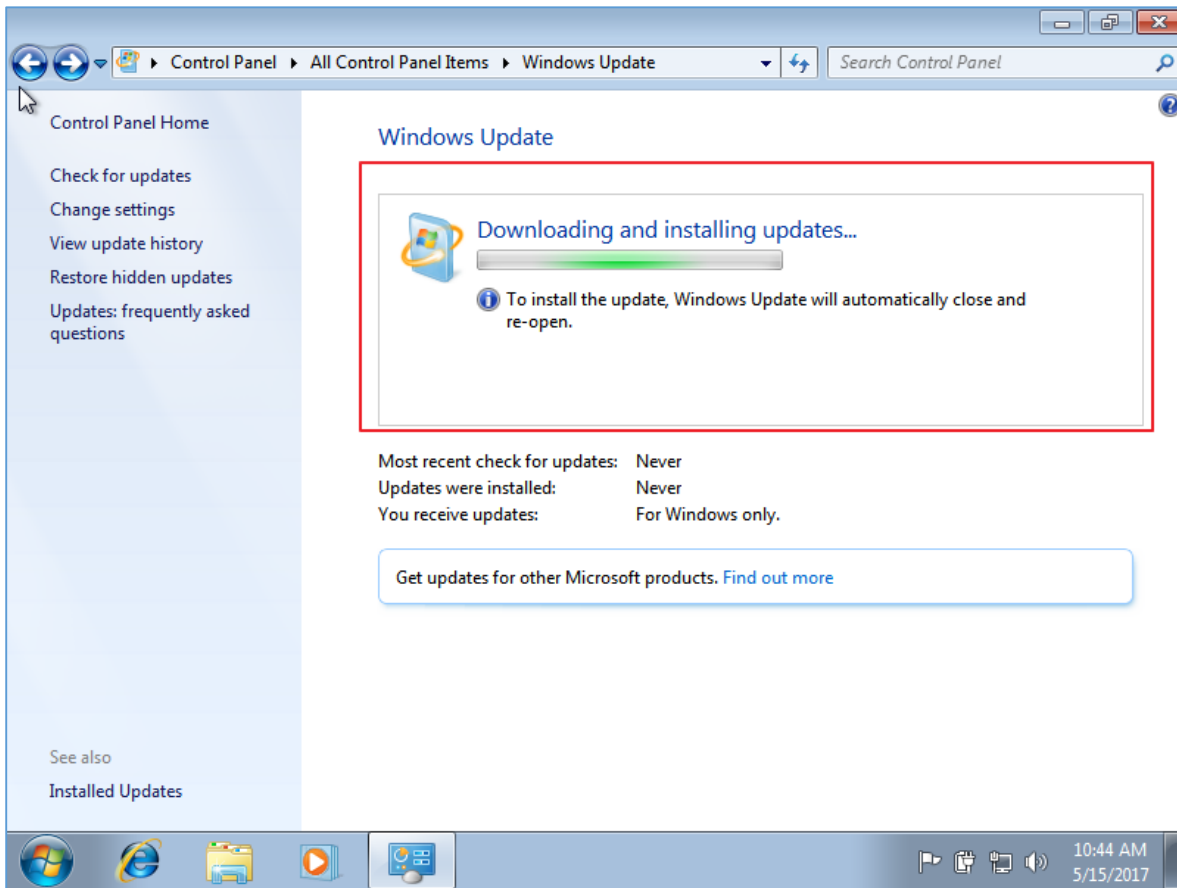 Control Panel ▸ All Control Panel Items ▸ Windows Update
Search Control Panel
Control Panel Home
Check for updates
Change settings
View update history
Restore hidden updates
Updates: frequently asked
questions
See also
Installed Updates
Windows Update
Downloading and installing updates...
To install the update, Windows Update will automatically close and
re-open.
Most recent check for updates: Never
Updates were installed: Never
You receive updates: For Windows only.
Get updates for other Microsoft products. Find out more
10:44 AM
5/15/2017